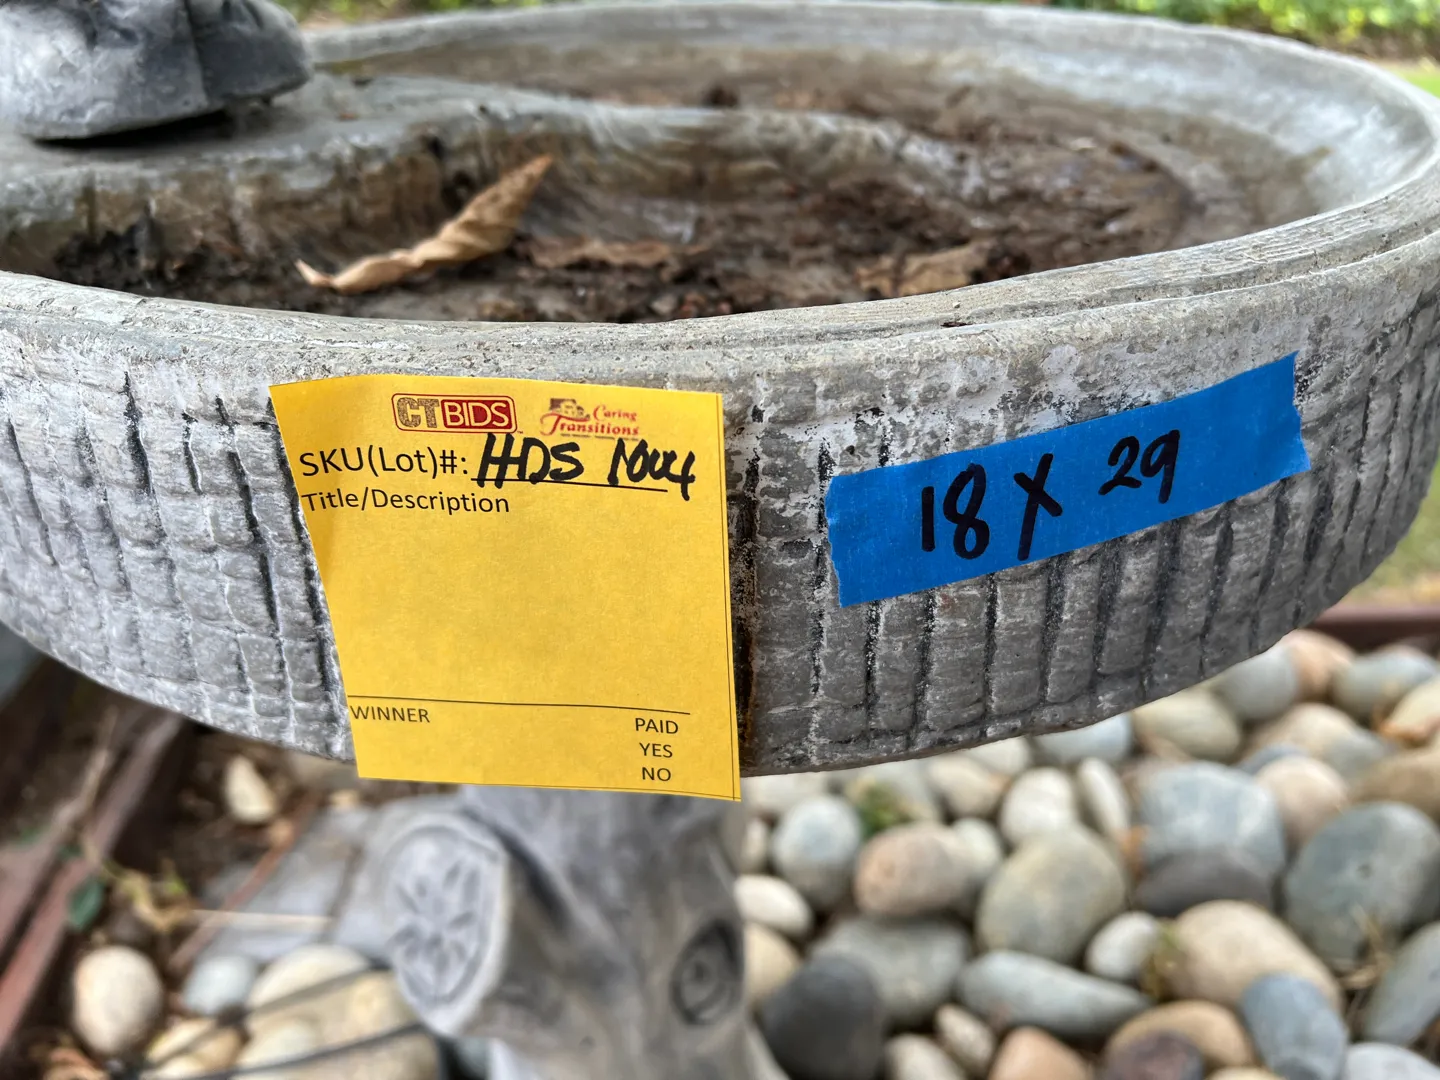 CTBIDS
Caring
Transitions
SKU(Lot)#: HDS 1004
Title/Description
WINNER
PAID
YES
NO
18 X 29